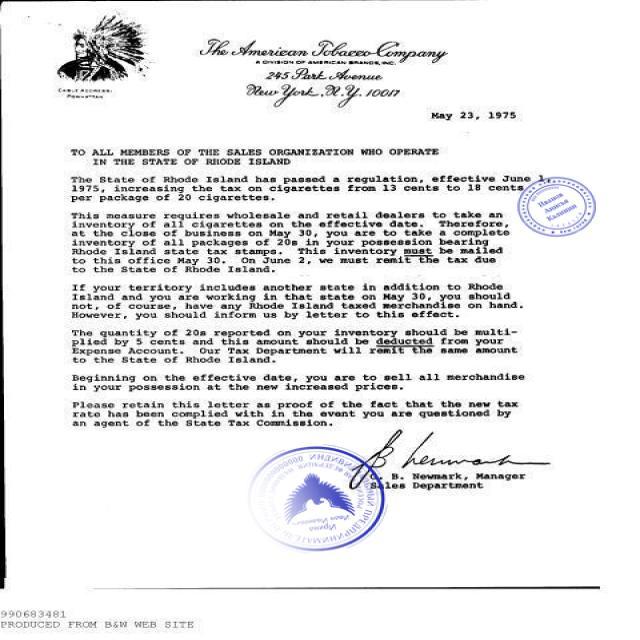 The American Tobacco Company
A DIVISION OF AMERICAN BRANDS, INC.
245 Park Avenue
New York, N.Y. 10017
CABLE ADDRESS:
POWHATTAN
May 23, 1975
TO ALL MEMBERS OF THE SALES ORGANIZATION WHO OPERATE
IN THE STATE OF RHODE ISLAND
The State of Rhode Island has passed a regulation, effective June 1,
1975, increasing the tax on cigarettes from 13 cents to 18 cents
per package of 20 cigarettes.
Иванов
Лонский
This measure requires wholesale and retail dealers to take an
inventory of all cigarettes on the effective date. Therefore,
at the close of business on May 30, you are to take a complete
inventory of all packages of 20s in your possession bearing
Rhode Island state tax stamps. This inventory must be mailed
to this office May 30. On June 2, we must remit the tax due
to the State of Rhode Island.
If your territory includes another state in addition to Rhode
Island and you are working in that state on May 30, you should
not, of course, have any Rhode Island taxed merchandise on hand.
However, you should inform us by letter to this effect.
The quantity of 20s reported on your inventory should be multi-
plied by 5 cents and this amount should be deducted from your
Expense Account. Our Tax Department will remit the same amount
to the State of Rhode Island.
Beginning on the effective date, you are to sell all merchandise
in your possession at the new increased prices.
Please retain this letter as proof of the fact that the new tax
rate has been complied with in the event you are questioned by
an agent of the State Tax Commission.
B. Newmark, Manager
Sales Department
990683481
PRODUCED FROM B&W WEB SITE